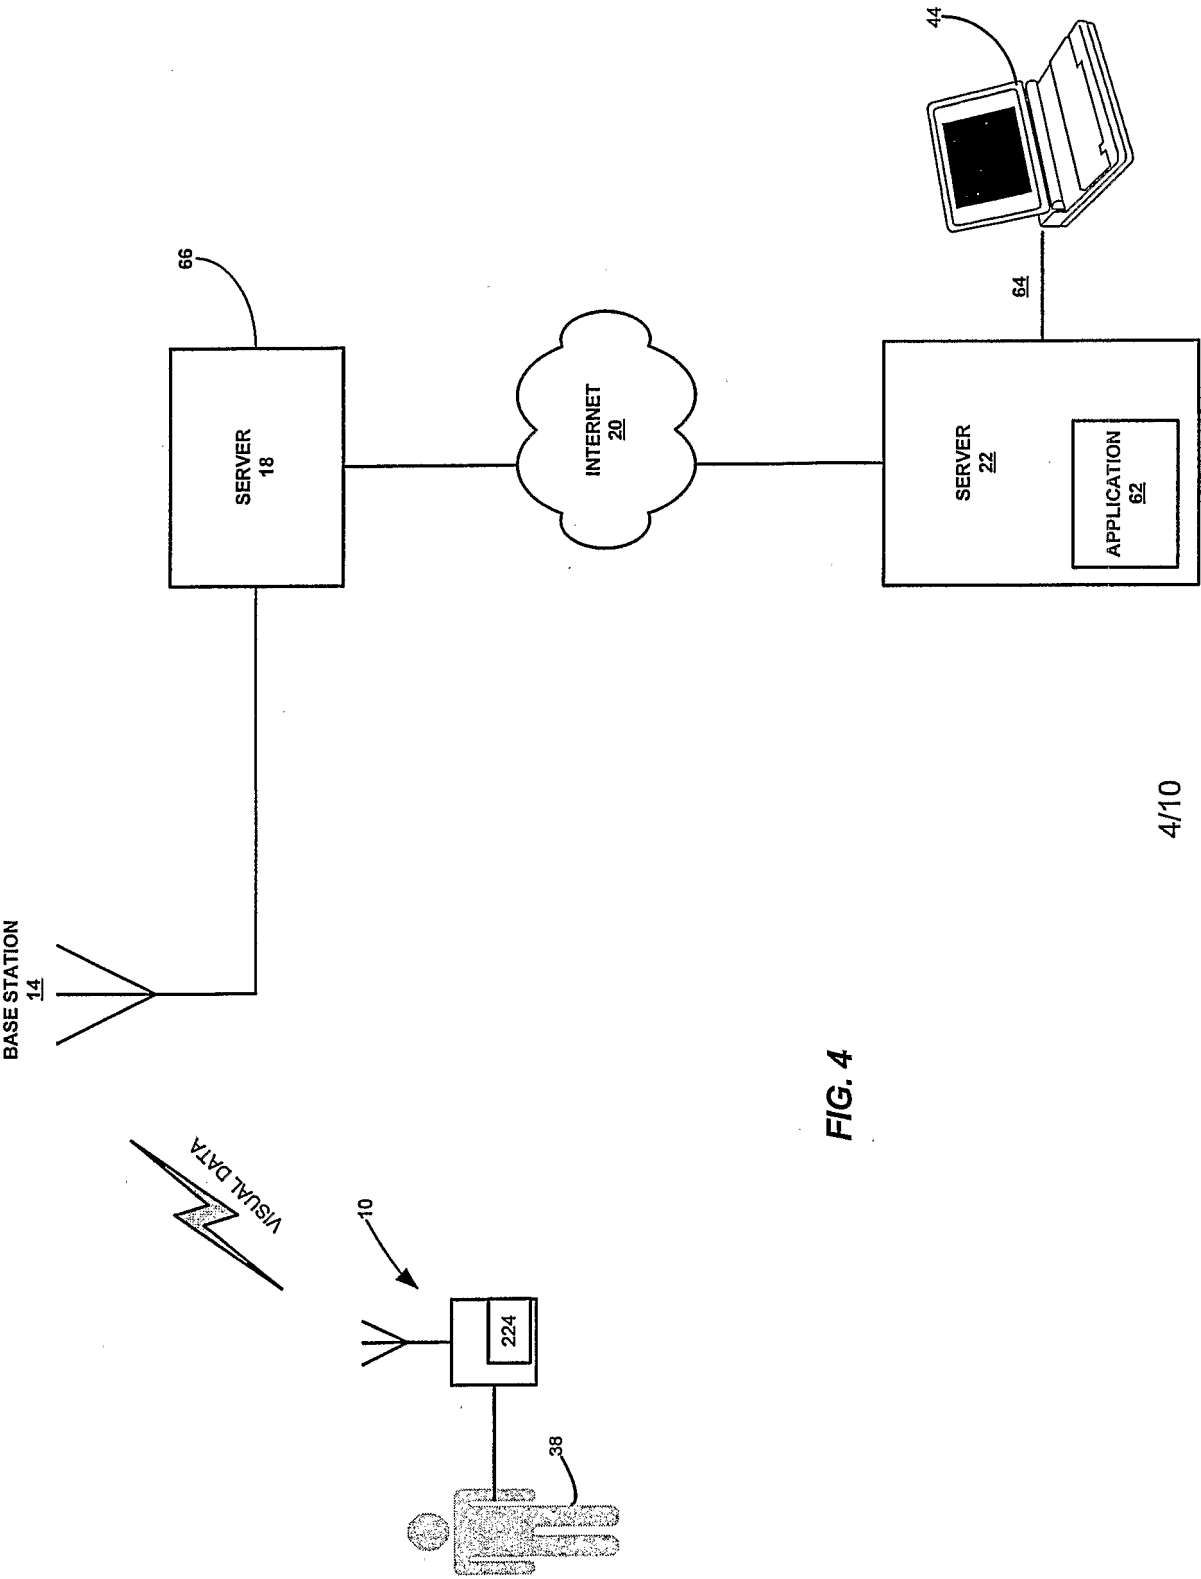 BASE STATION
14
VISUAL DATA
10
224
38
SERVER
18
66
INTERNET
20
SERVER
22
APPLICATION
62
64
44
FIG. 4
4/10